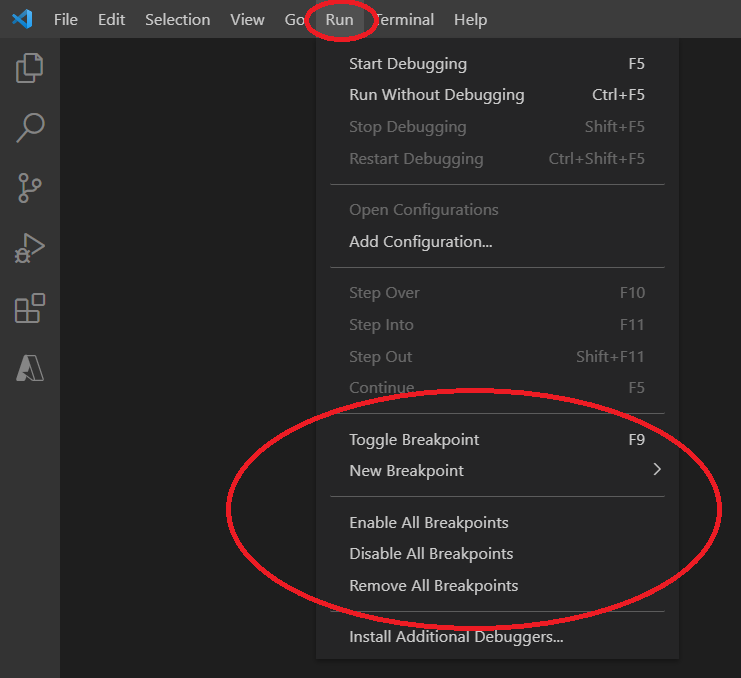 File Edit Selection View Go Run Terminal Help
Start Debugging F5
Run Without Debugging Ctrl+F5
Stop Debugging Shift+F5
Restart Debugging Ctrl+Shift+F5
Open Configurations
Add Configuration...
Step Over F10
Step Into F11
Step Out Shift+F11
Continue F5
Toggle Breakpoint F9
New Breakpoint
Enable All Breakpoints
Disable All Breakpoints
Remove All Breakpoints
Install Additional Debuggers...